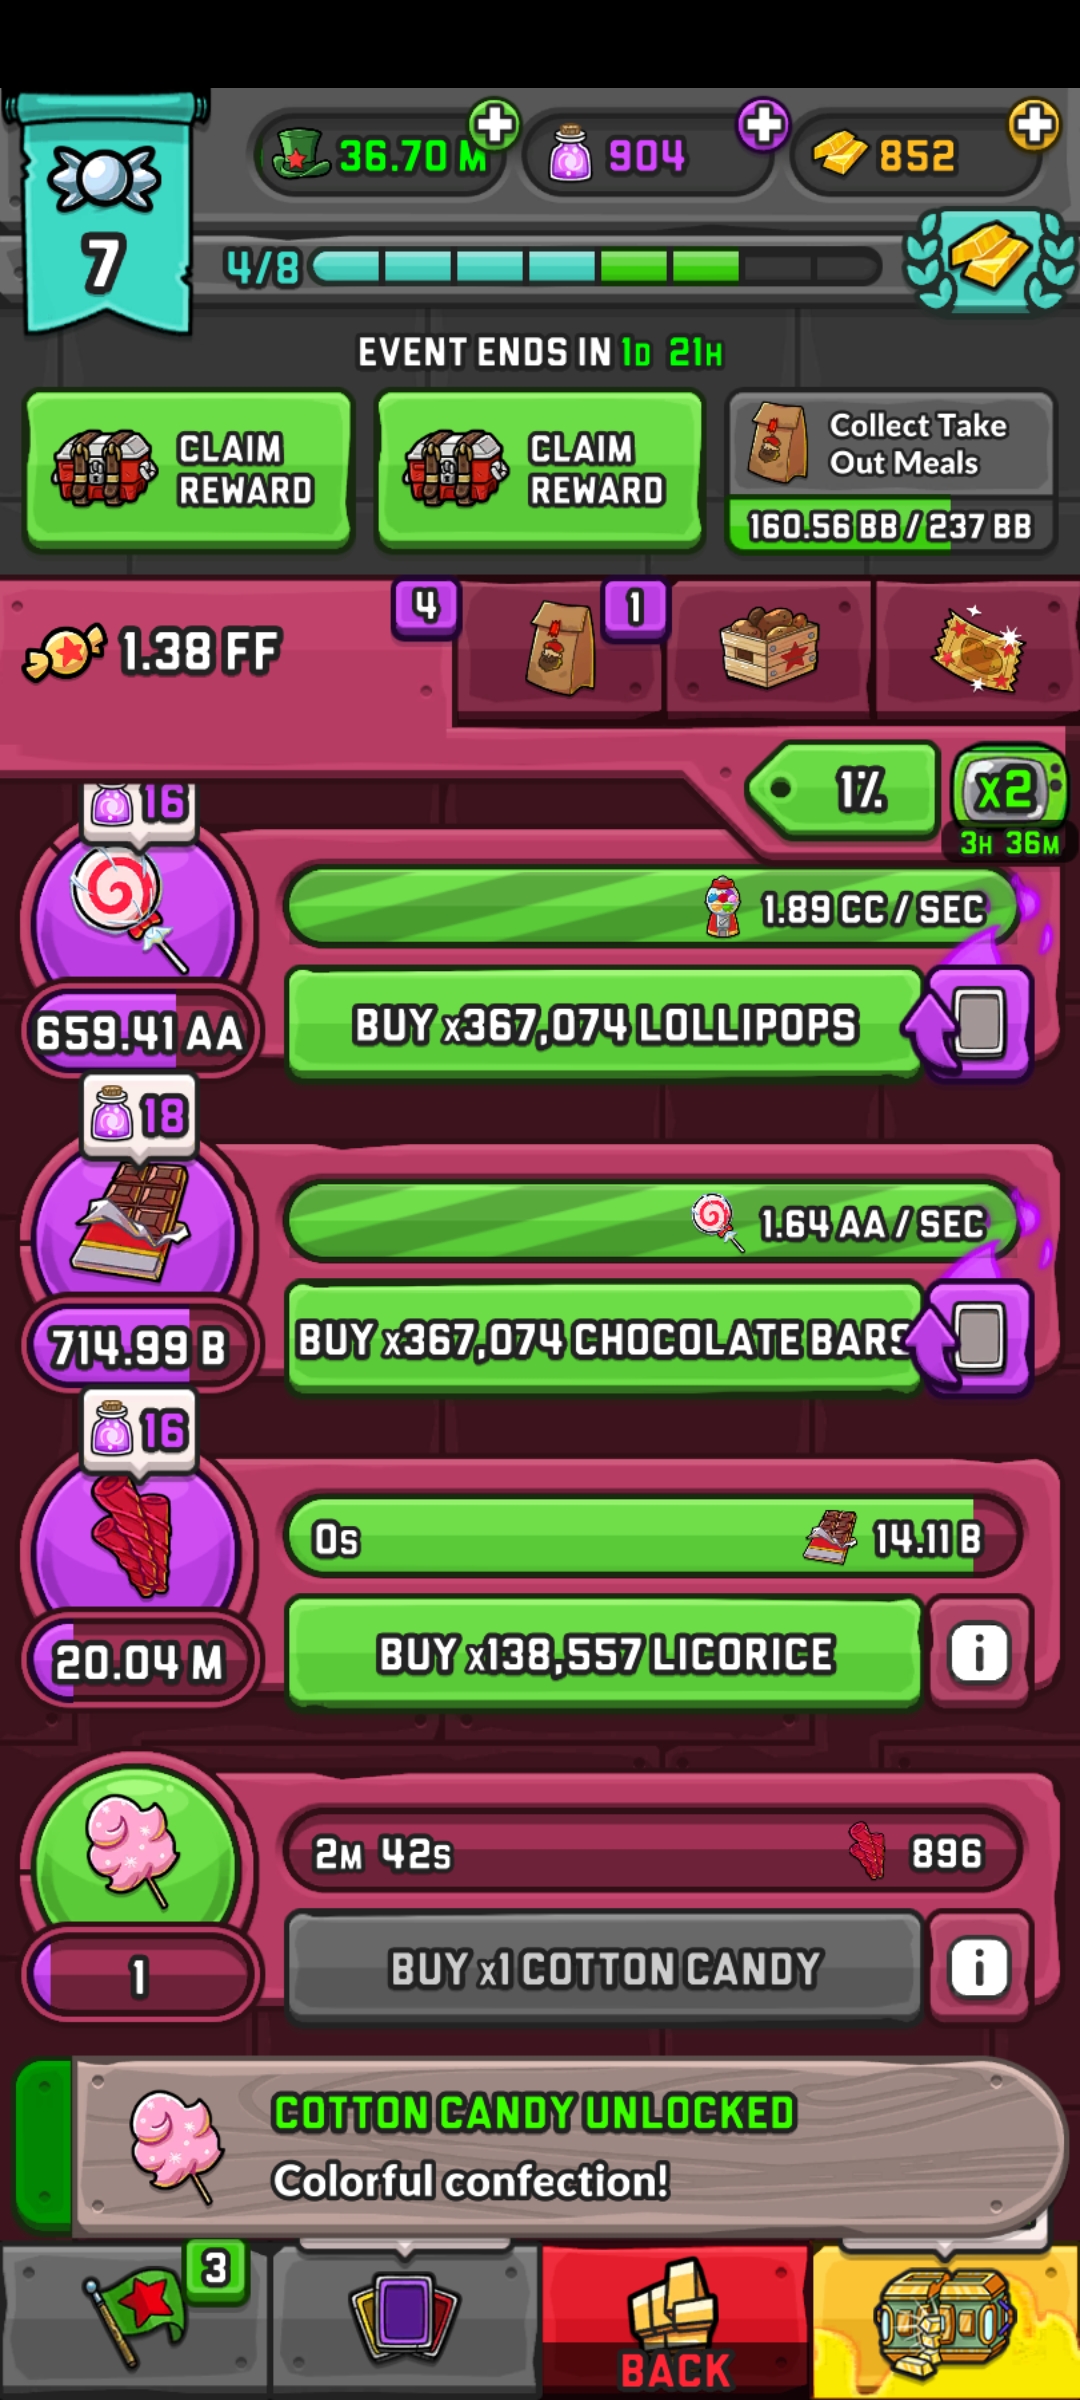 36.70 M
904
852
7
4/8
EVENT ENDS IN 1D 21H
CLAIM
REWARD
CLAIM
REWARD
Collect Take
Out Meals
160.56 BB / 237 BB
1.38 FF
4
1
1%
x2
3H 36M
16
1.89 CC / SEC
BUY x367,074 LOLLIPOPS
659.41 AA
18
1.64 AA / SEC
BUY x367,074 CHOCOLATE BARS
714.99 B
16
0s
14.11 B
BUY x138,557 LICORICE
i
20.04 M
2M 42s
896
BUY x1 COTTON CANDY
i
1
COTTON CANDY UNLOCKED
Colorful confection!
3
BACK